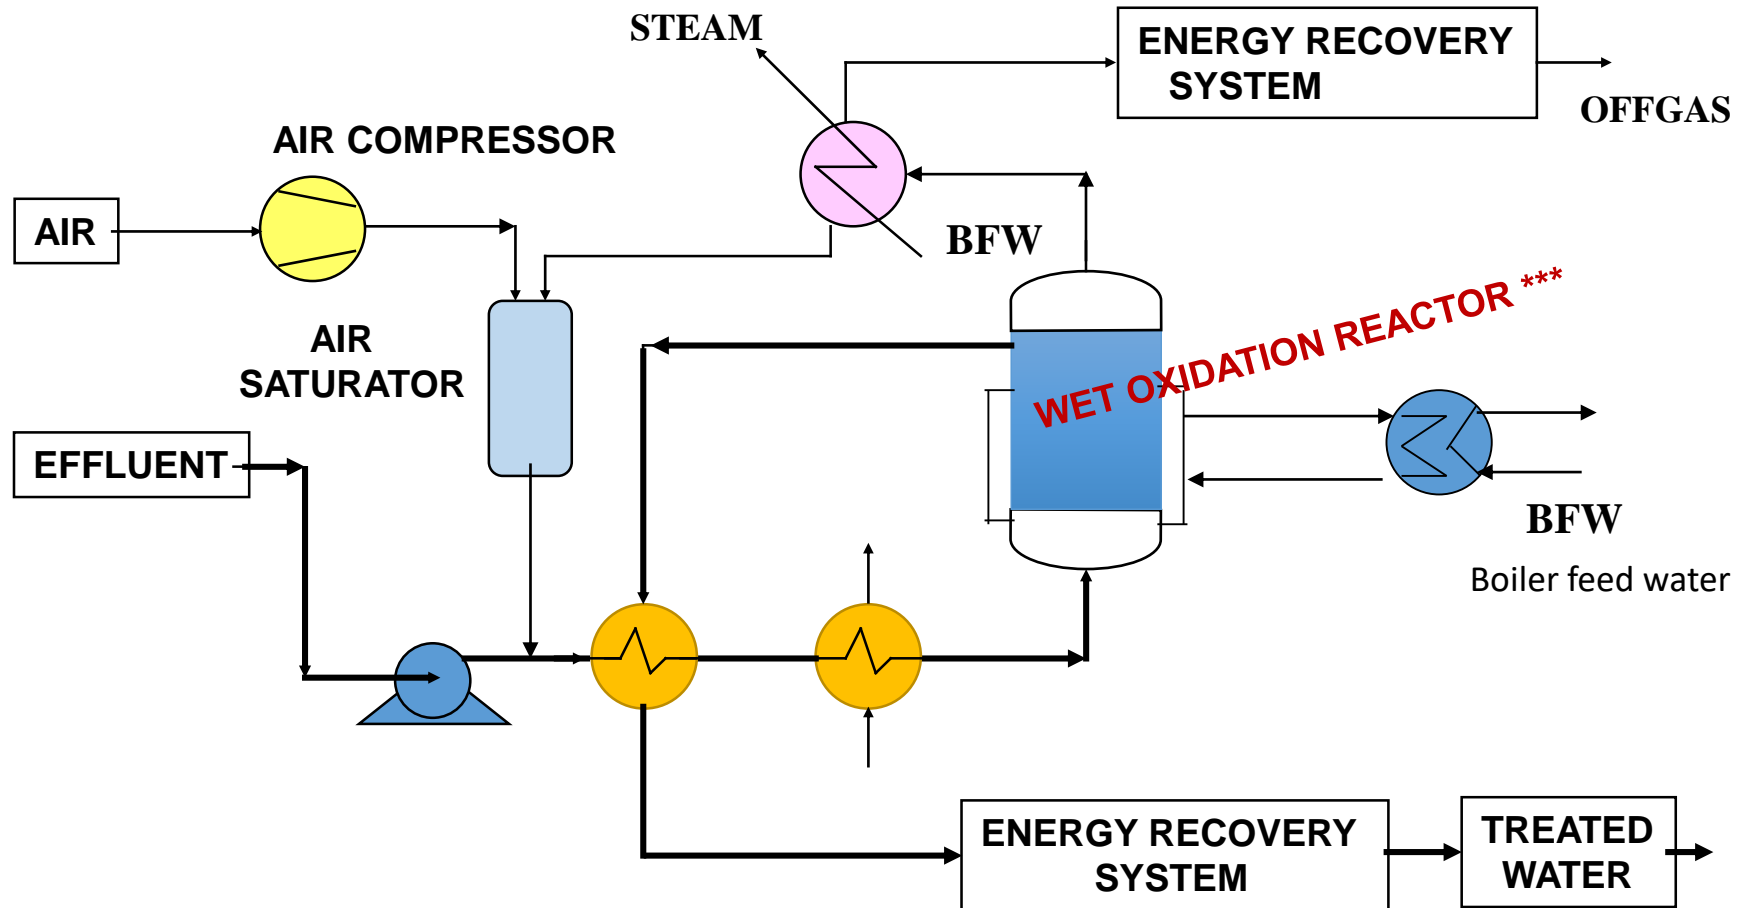 STEAM
ENERGY RECOVERY
SYSTEM
OFFGAS
AIR COMPRESSOR
AIR
BFW
AIR
SATURATOR
WET OXIDATION REACTOR ***
EFFLUENT
BFW
Boiler feed water
ENERGY RECOVERY
SYSTEM
TREATED
WATER